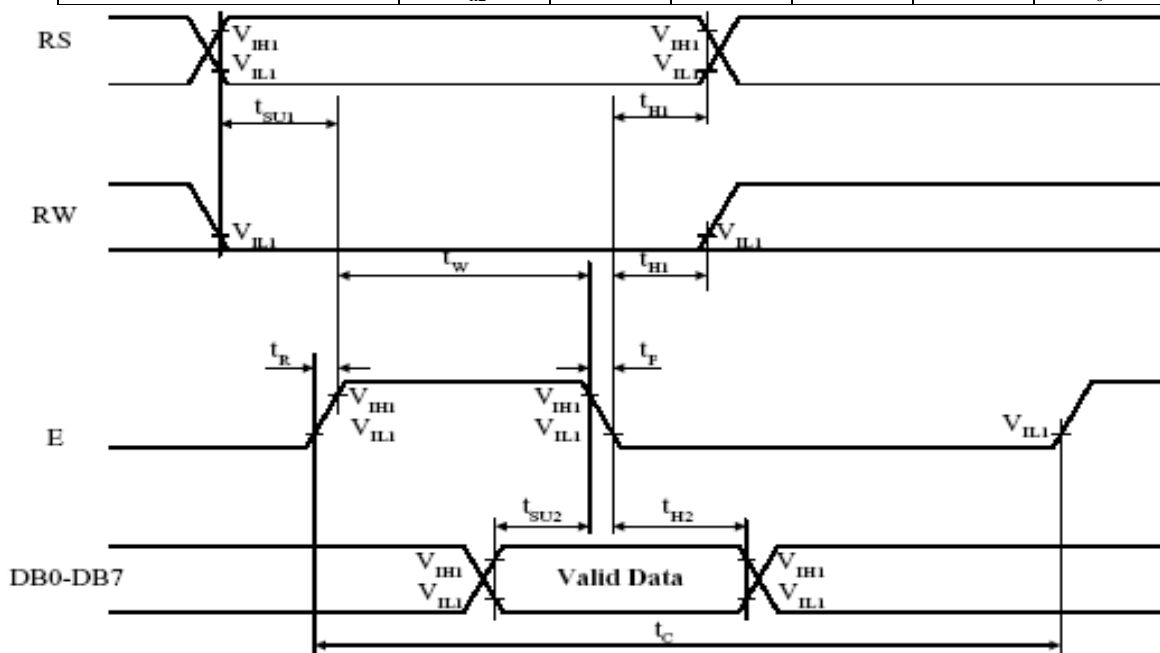 RS
V_IH1
V_IL1
V_IH1
V_IL1
t_SU1
t_H1
RW
V_IL1
V_IL1
t_W
t_H1
t_R
t_F
V_IH1
V_IL1
V_IH1
V_IL1
V_IL1
E
t_SU2
t_H2
V_IH1
V_IL1
Valid Data
V_IH1
V_IL1
DB0-DB7
t_C